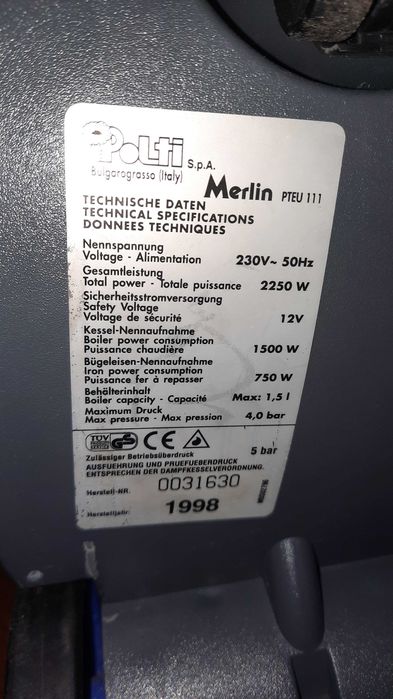 Polti S.p.A.
Bulgarograsso (Italy)
Merlin PTEU 111
TECHNISCHE DATEN
TECHNICAL SPECIFICATIONS
DONNEES TECHNIQUES
Nennspannung
Voltage - Alimentation 230V~ 50Hz
Gesamtleistung
Total power - Totale puissance 2250 W
Sicherheitsstromversorgung
Safety Voltage
Voltage de sécurité 12V
Kessel-Nennaufnahme
Boiler power consumption
Puissance chaudière 1500 W
Bügeleisen-Nennaufnahme
Iron power consumption
Puissance fer à repasser 750 W
Behälterinhalt
Boiler capacity - Capacité Max: 1,5 l
Maximum Druck
Max pressure - Max pression 4,0 bar
TÜV GS CE
Zulässiger Betriebsüberdruck 5 bar
AUSFUEHRUNG UND PRUEFUEBERDRUCK
ENTSPRECHEN DER DAMPFKESSELVERORDNUNG.
Herstell-NR. 0031630
Herstelljahr: 1998